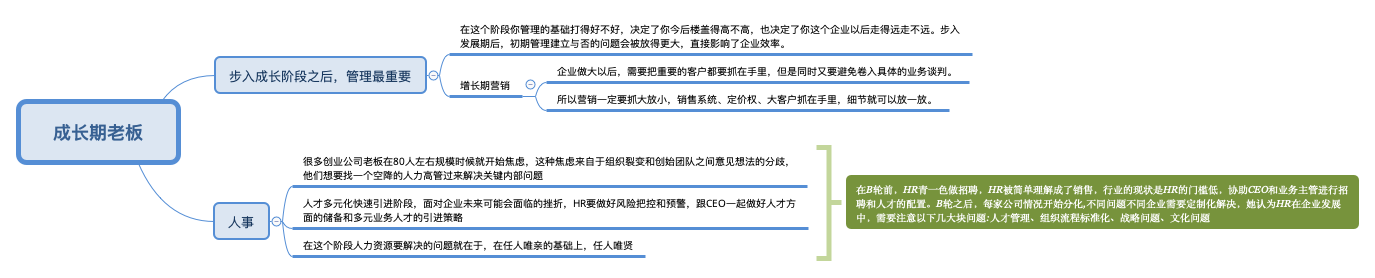 成长期老板
步入成长阶段之后，管理最重要
在这个阶段你管理的基础打得好不好，决定了你今后楼盖得高不高，也决定了你这个企业以后走得远走不远。步入
发展期后，初期管理建立与否的问题会被放得更大，直接影响了企业效率。
增长期营销
企业做大以后，需要把重要的客户都要抓在手里，但是同时又要避免卷入具体的业务谈判。
所以营销一定要抓大放小，销售系统、定价权、大客户抓在手里，细节就可以放一放。
人事
很多创业公司老板在80人左右规模时候就开始焦虑，这种焦虑来自于组织裂变和创始团队之间意见想法的分歧，
他们想要找一个空降的人力高管过来解决关键内部问题
人才多元化快速引进阶段，面对企业未来可能会面临的挫折，HR要做好风险把控和预警，跟CEO一起做好人才方
面的储备和多元业务人才的引进策略
在这个阶段人力资源要解决的问题就在于，在任人唯亲的基础上，任人唯贤
在B轮前，HR青一色做招聘，HR被简单理解成了销售，行业的现状是HR的门槛低，协助CEO和业务主管进行招
聘和人才的配置。B轮之后，每家公司情况开始分化,不同问题不同企业需要定制化解决，她认为HR在企业发展
中，需要注意以下几大块问题:人才管理、组织流程标准化、战略问题、文化问题